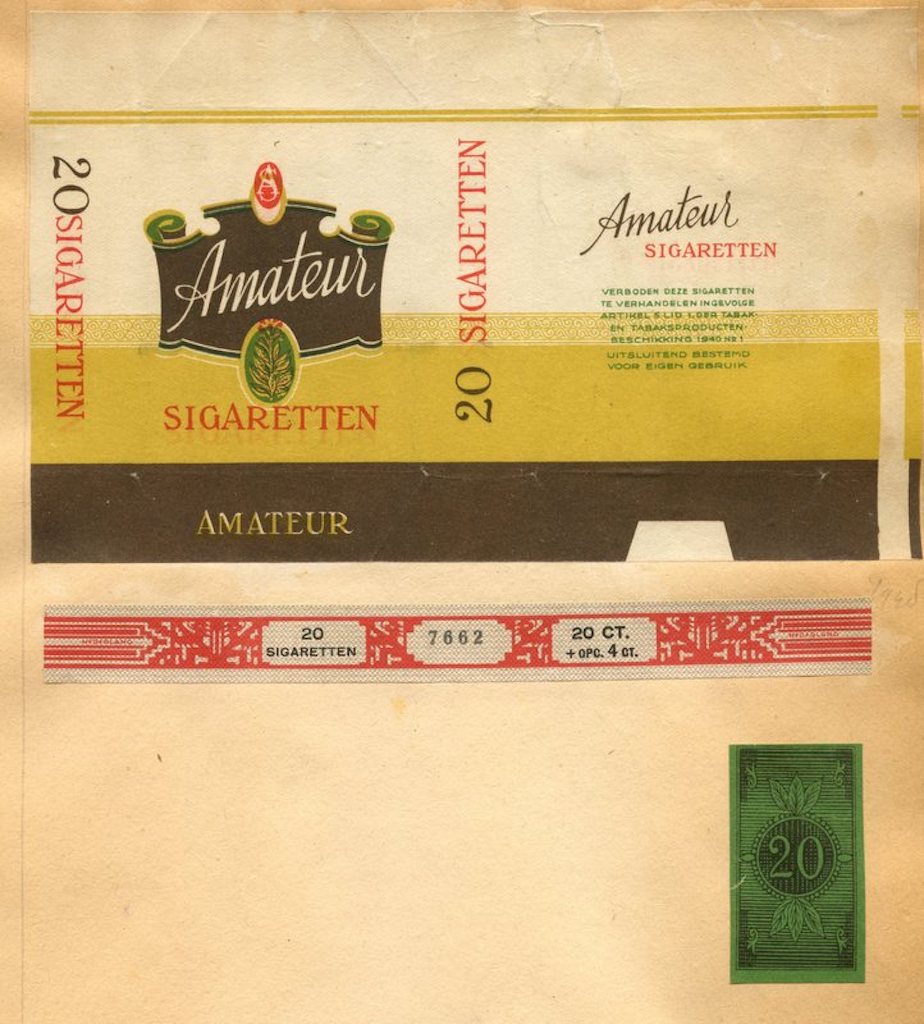 20 SIGARETTEN
Amateur
SIGARETTEN
20 SIGARETTEN
Amateur
SIGARETTEN
VERBODEN DEZE SIGARETTEN
TE VERHANDELEN INGEVOLGE
ARTIKEL 5 LID 1. DER TABAK-
EN TABAKSPRODUCTEN-
BESCHIKKING 1940 No 1
UITSLUITEND BESTEMD
VOOR EIGEN GEBRUIK
AMATEUR
20
SIGARETTEN
7662
20 CT.
+ OPC. 4 CT.
20